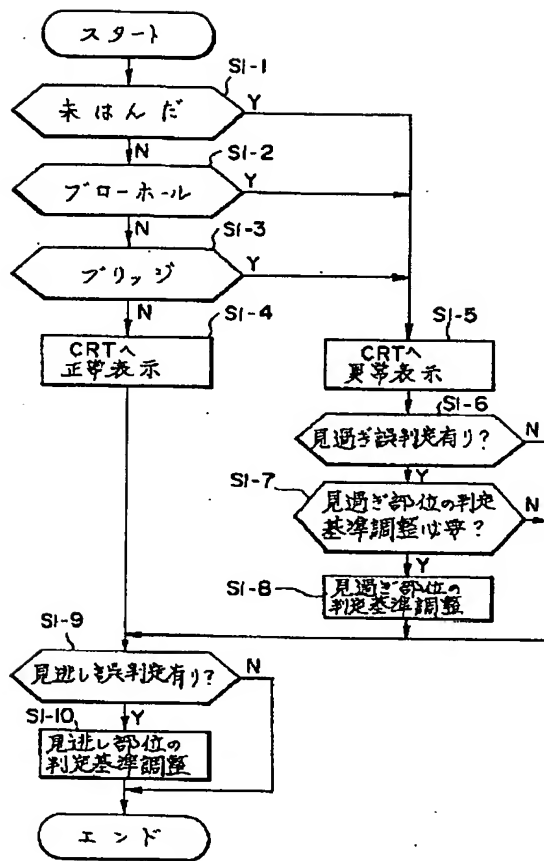 スタート
S1-1
未はんだ
Y
N
S1-2
ブローホール
Y
N
S1-3
ブリッジ
Y
N
S1-4
CRTへ
正常表示
S1-5
CRTへ
異常表示
S1-6
見過ぎ誤判定有り?
N
Y
S1-7
見過ぎ部位の判定
基準調整必要?
N
Y
S1-8
見過ぎ部位の
判定基準調整
S1-9
見逃し誤判定有り?
N
Y
S1-10
見逃し部位の
判定基準調整
エンド